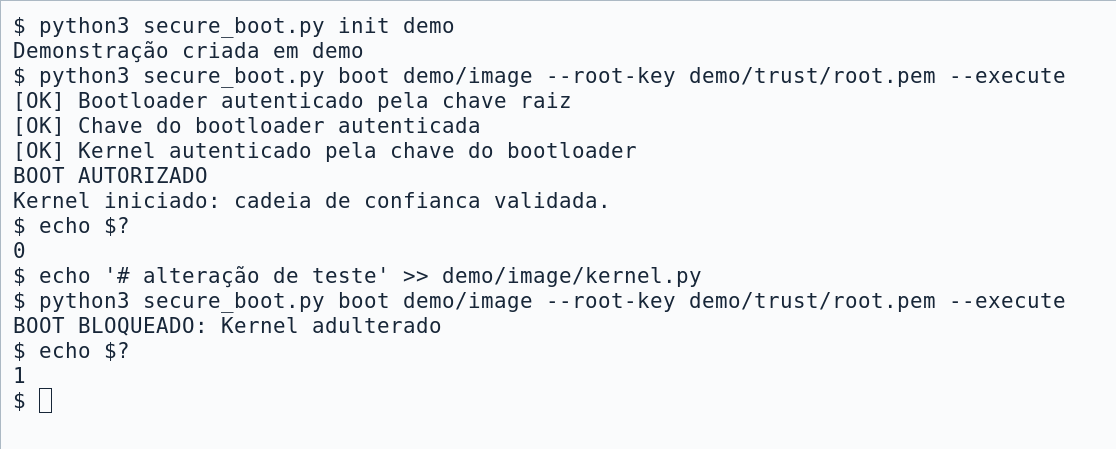 $ python3 secure_boot.py init demo
Demonstração criada em demo
$ python3 secure_boot.py boot demo/image --root-key demo/trust/root.pem --execute
[OK] Bootloader autenticado pela chave raiz
[OK] Chave do bootloader autenticada
[OK] Kernel autenticado pela chave do bootloader
BOOT AUTORIZADO
Kernel iniciado: cadeia de confianca validada.
$ echo $?
0
$ echo '# alteração de teste' >> demo/image/kernel.py
$ python3 secure_boot.py boot demo/image --root-key demo/trust/root.pem --execute
BOOT BLOQUEADO: Kernel adulterado
$ echo $?
1
$